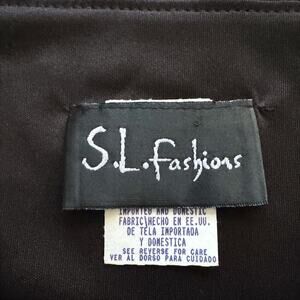 S.L. Fashions
IMPORTED AND DOMESTIC
FABRIC/HECHO EN EE.UU.
DE TELA IMPORTADA
Y DOMESTICA
SEE REVERSE FOR CARE
VER AL DORSO PARA CUIDADO